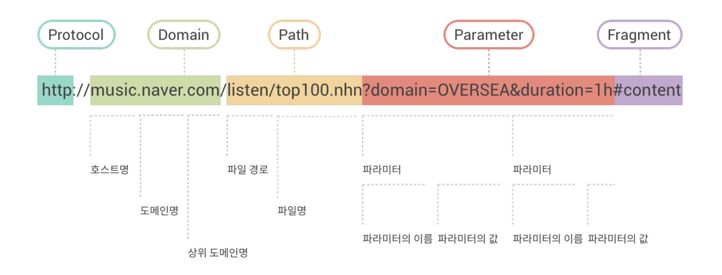 Protocol Domain Path Parameter Fragment
http://music.naver.com/listen/top100.nhn?domain=OVERSEA&duration=1h#content
호스트명 파일 경로 파라미터 파라미터
도메인명 파일명
파라미터의 이름 파라미터의 값 파라미터의 이름 파라미터의 값
상위 도메인명